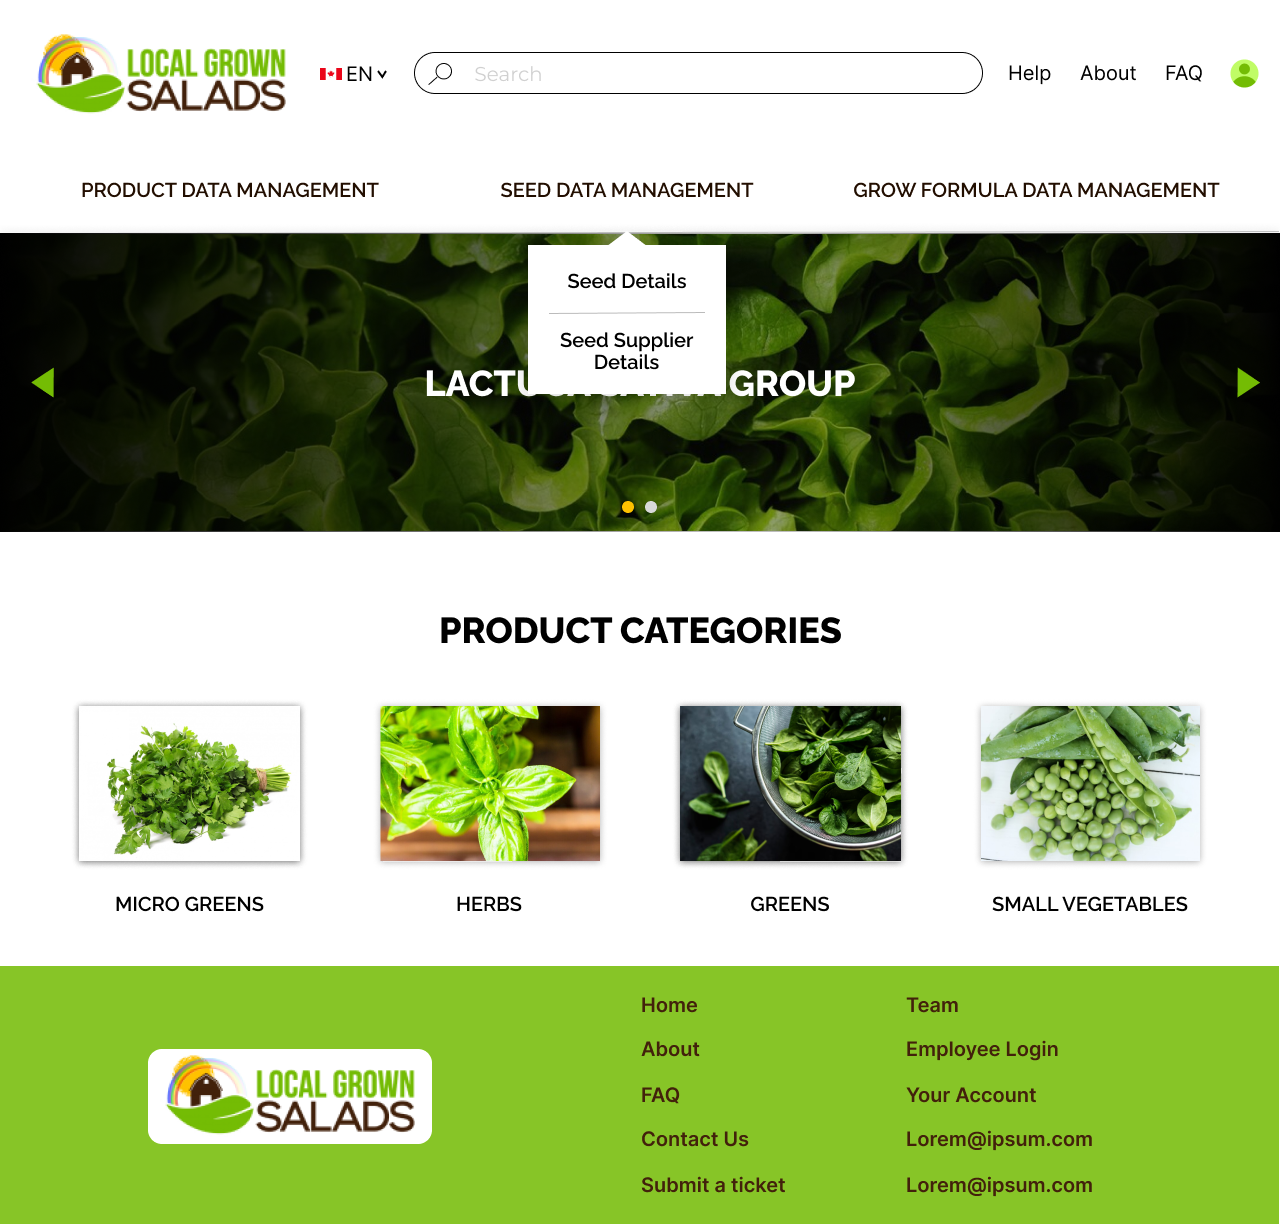 LOCAL GROWN
SALADS
EN
Search
Help
About
FAQ
PRODUCT DATA MANAGEMENT
SEED DATA MANAGEMENT
GROW FORMULA DATA MANAGEMENT
Seed Details
Seed Supplier
Details
GROUP
PRODUCT CATEGORIES
MICRO GREENS
HERBS
GREENS
SMALL VEGETABLES
LOCAL GROWN
SALADS
Home
About
FAQ
Contact Us
Submit a ticket
Team
Employee Login
Your Account
Lorem@ipsum.com
Lorem@ipsum.com